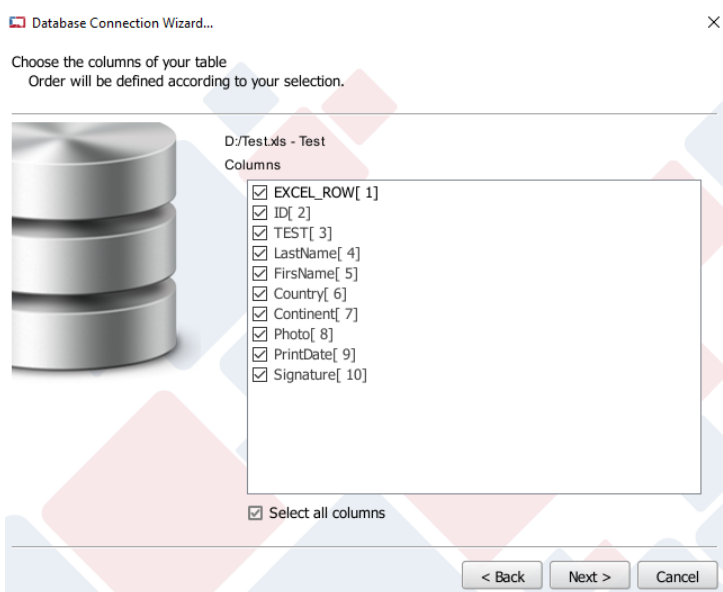 Database Connection Wizard...
Choose the columns of your table
Order will be defined according to your selection.
D:/Test.xls - Test
Columns
EXCEL_ROW[ 1]
ID[ 2]
TEST[ 3]
LastName[ 4]
FirsName[ 5]
Country[ 6]
Continent[ 7]
Photo[ 8]
PrintDate[ 9]
Signature[ 10]
Select all columns
< Back Next > Cancel